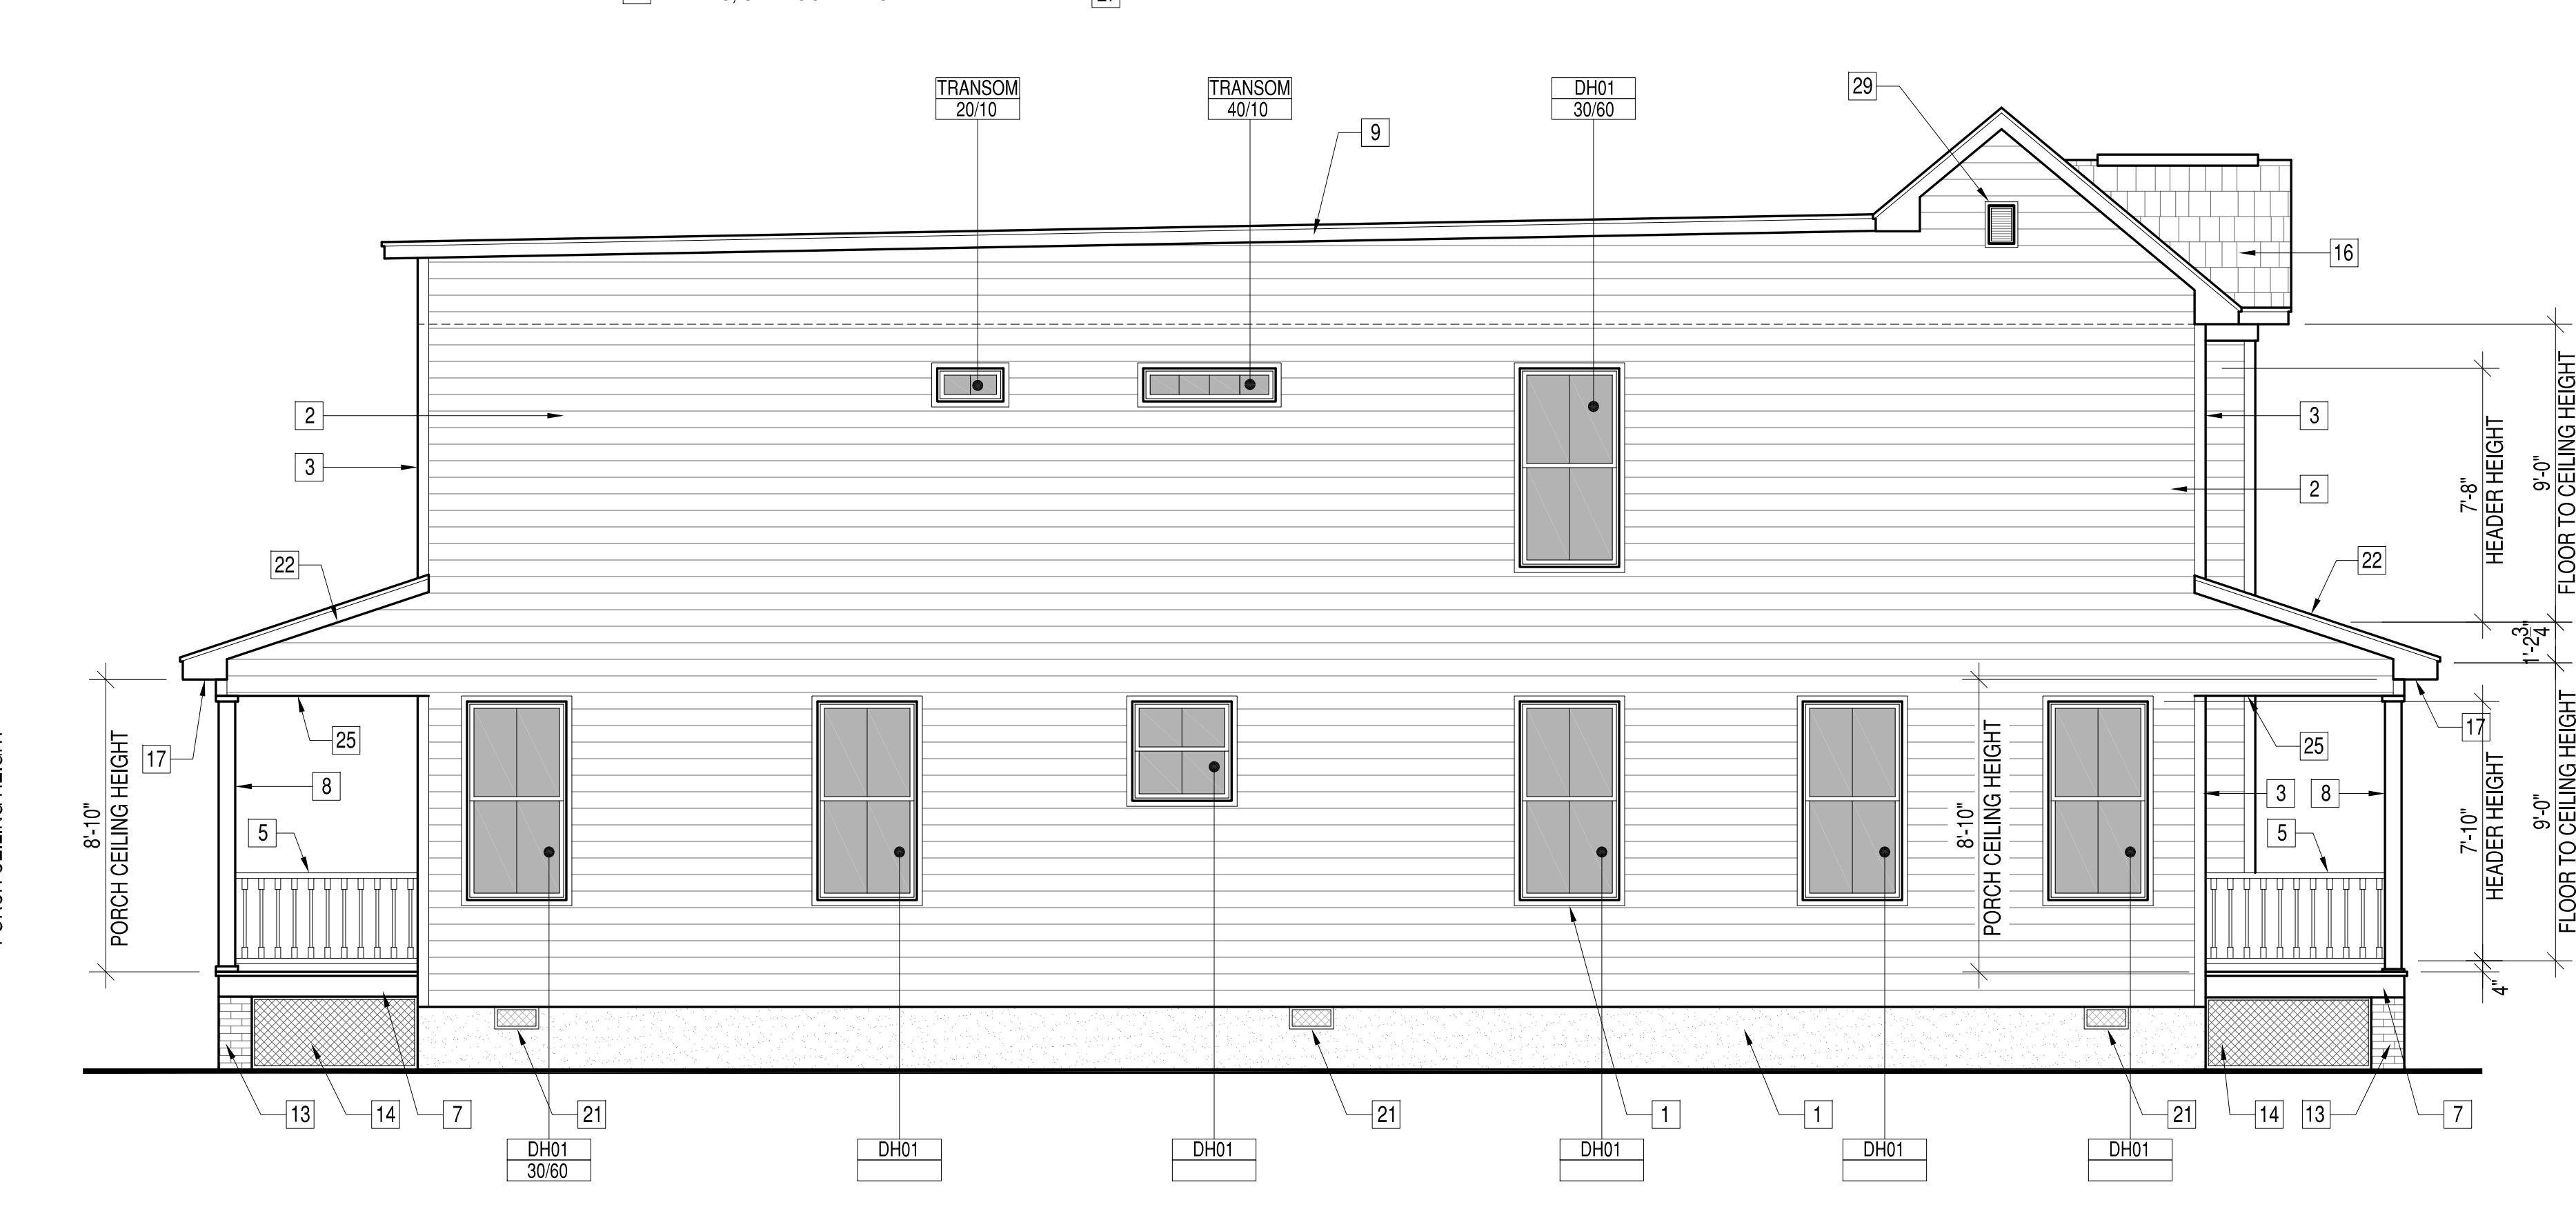 TRANSOM
20/10
TRANSOM
40/10
DH01
30/60
29
9
16
2
3
3
2
22
22
7'-8"
HEADER HEIGHT
9'-0"
FLOOR TO CEILING HEIGHT
1'-2 3/4"
8'-10"
PORCH CEILING HEIGHT
17
25
8
5
8'-10"
PORCH CEILING HEIGHT
17
25
3
8
5
7'-10"
HEADER HEIGHT
9'-0"
FLOOR TO CEILING HEIGHT
4"
13
14
7
21
21
1
1
21
14
13
7
DH01
30/60
DH01
DH01
DH01
DH01
DH01